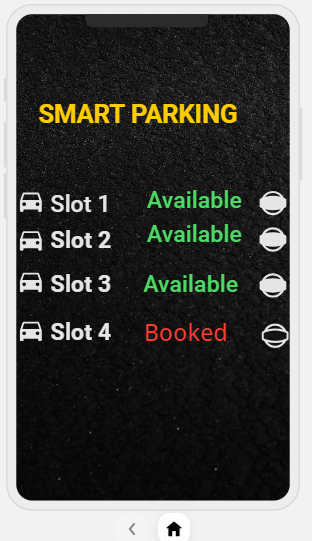 SMART PARKING
Slot 1 Available
Slot 2 Available
Slot 3 Available
Slot 4 Booked